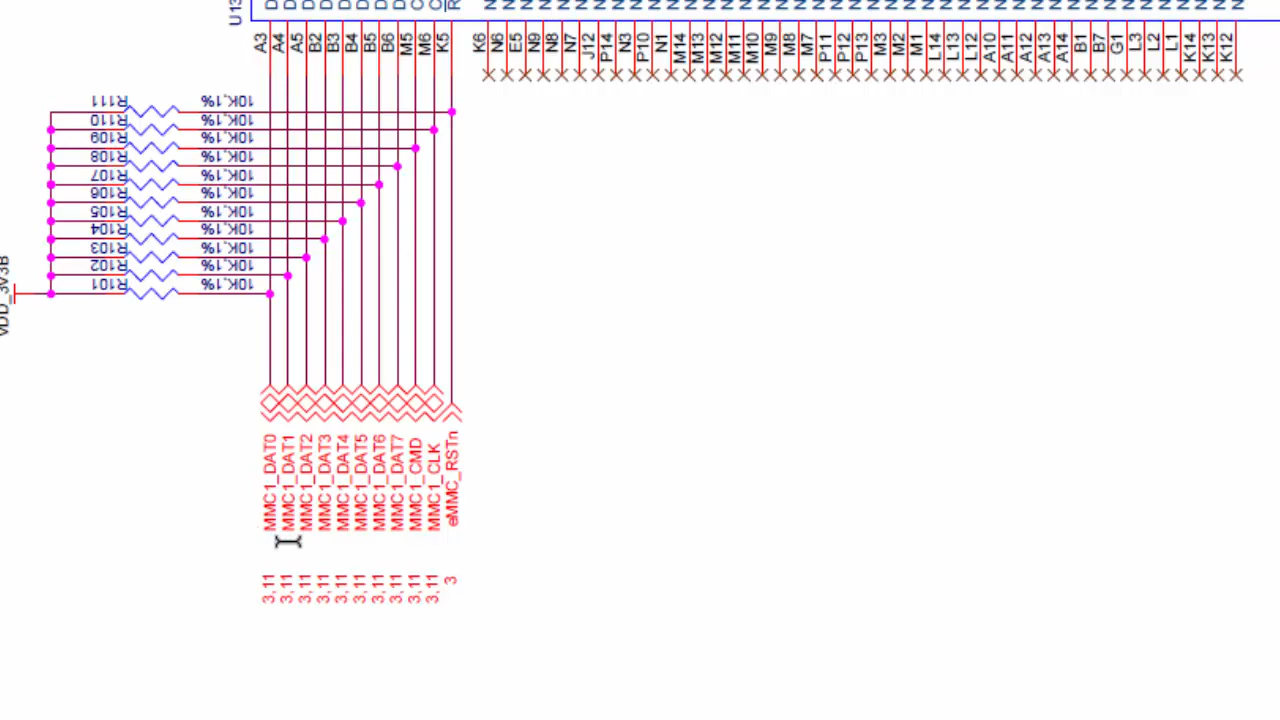 U13
A3 A4 A5 B2 B3 B4 B5 B6 M5 M6 K5
K6 N6 E5 N9 N8 N7 J12 P14 N3 P10 N1 M14 M13 M12 M11 M10 M9 M8 M7 P11 P12 P13 M3 M2 M1 L14 L13 L12 A10 A11 A12 A13 A14 B1 B7 G1 L3 L2 L1 K14 K13 K12
R111 10K,1%
R110 10K,1%
R109 10K,1%
R108 10K,1%
R107 10K,1%
R106 10K,1%
R105 10K,1%
R104 10K,1%
R103 10K,1%
R102 10K,1%
R101 10K,1%
VDD_3V3B
MMC1_DAT0 3,11
MMC1_DAT1 3,11
MMC1_DAT2 3,11
MMC1_DAT3 3,11
MMC1_DAT4 3,11
MMC1_DAT5 3,11
MMC1_DAT6 3,11
MMC1_DAT7 3,11
MMC1_CMD 3,11
MMC1_CLK 3,11
eMMC_RSTn 3